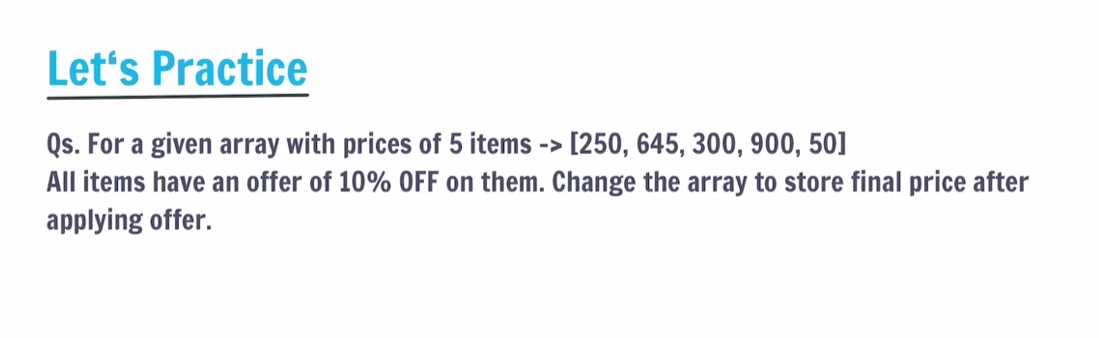 Let‘s Practice
Qs. For a given array with prices of 5 items -> [250, 645, 300, 900, 50]
All items have an offer of 10% OFF on them. Change the array to store final price after
applying offer.